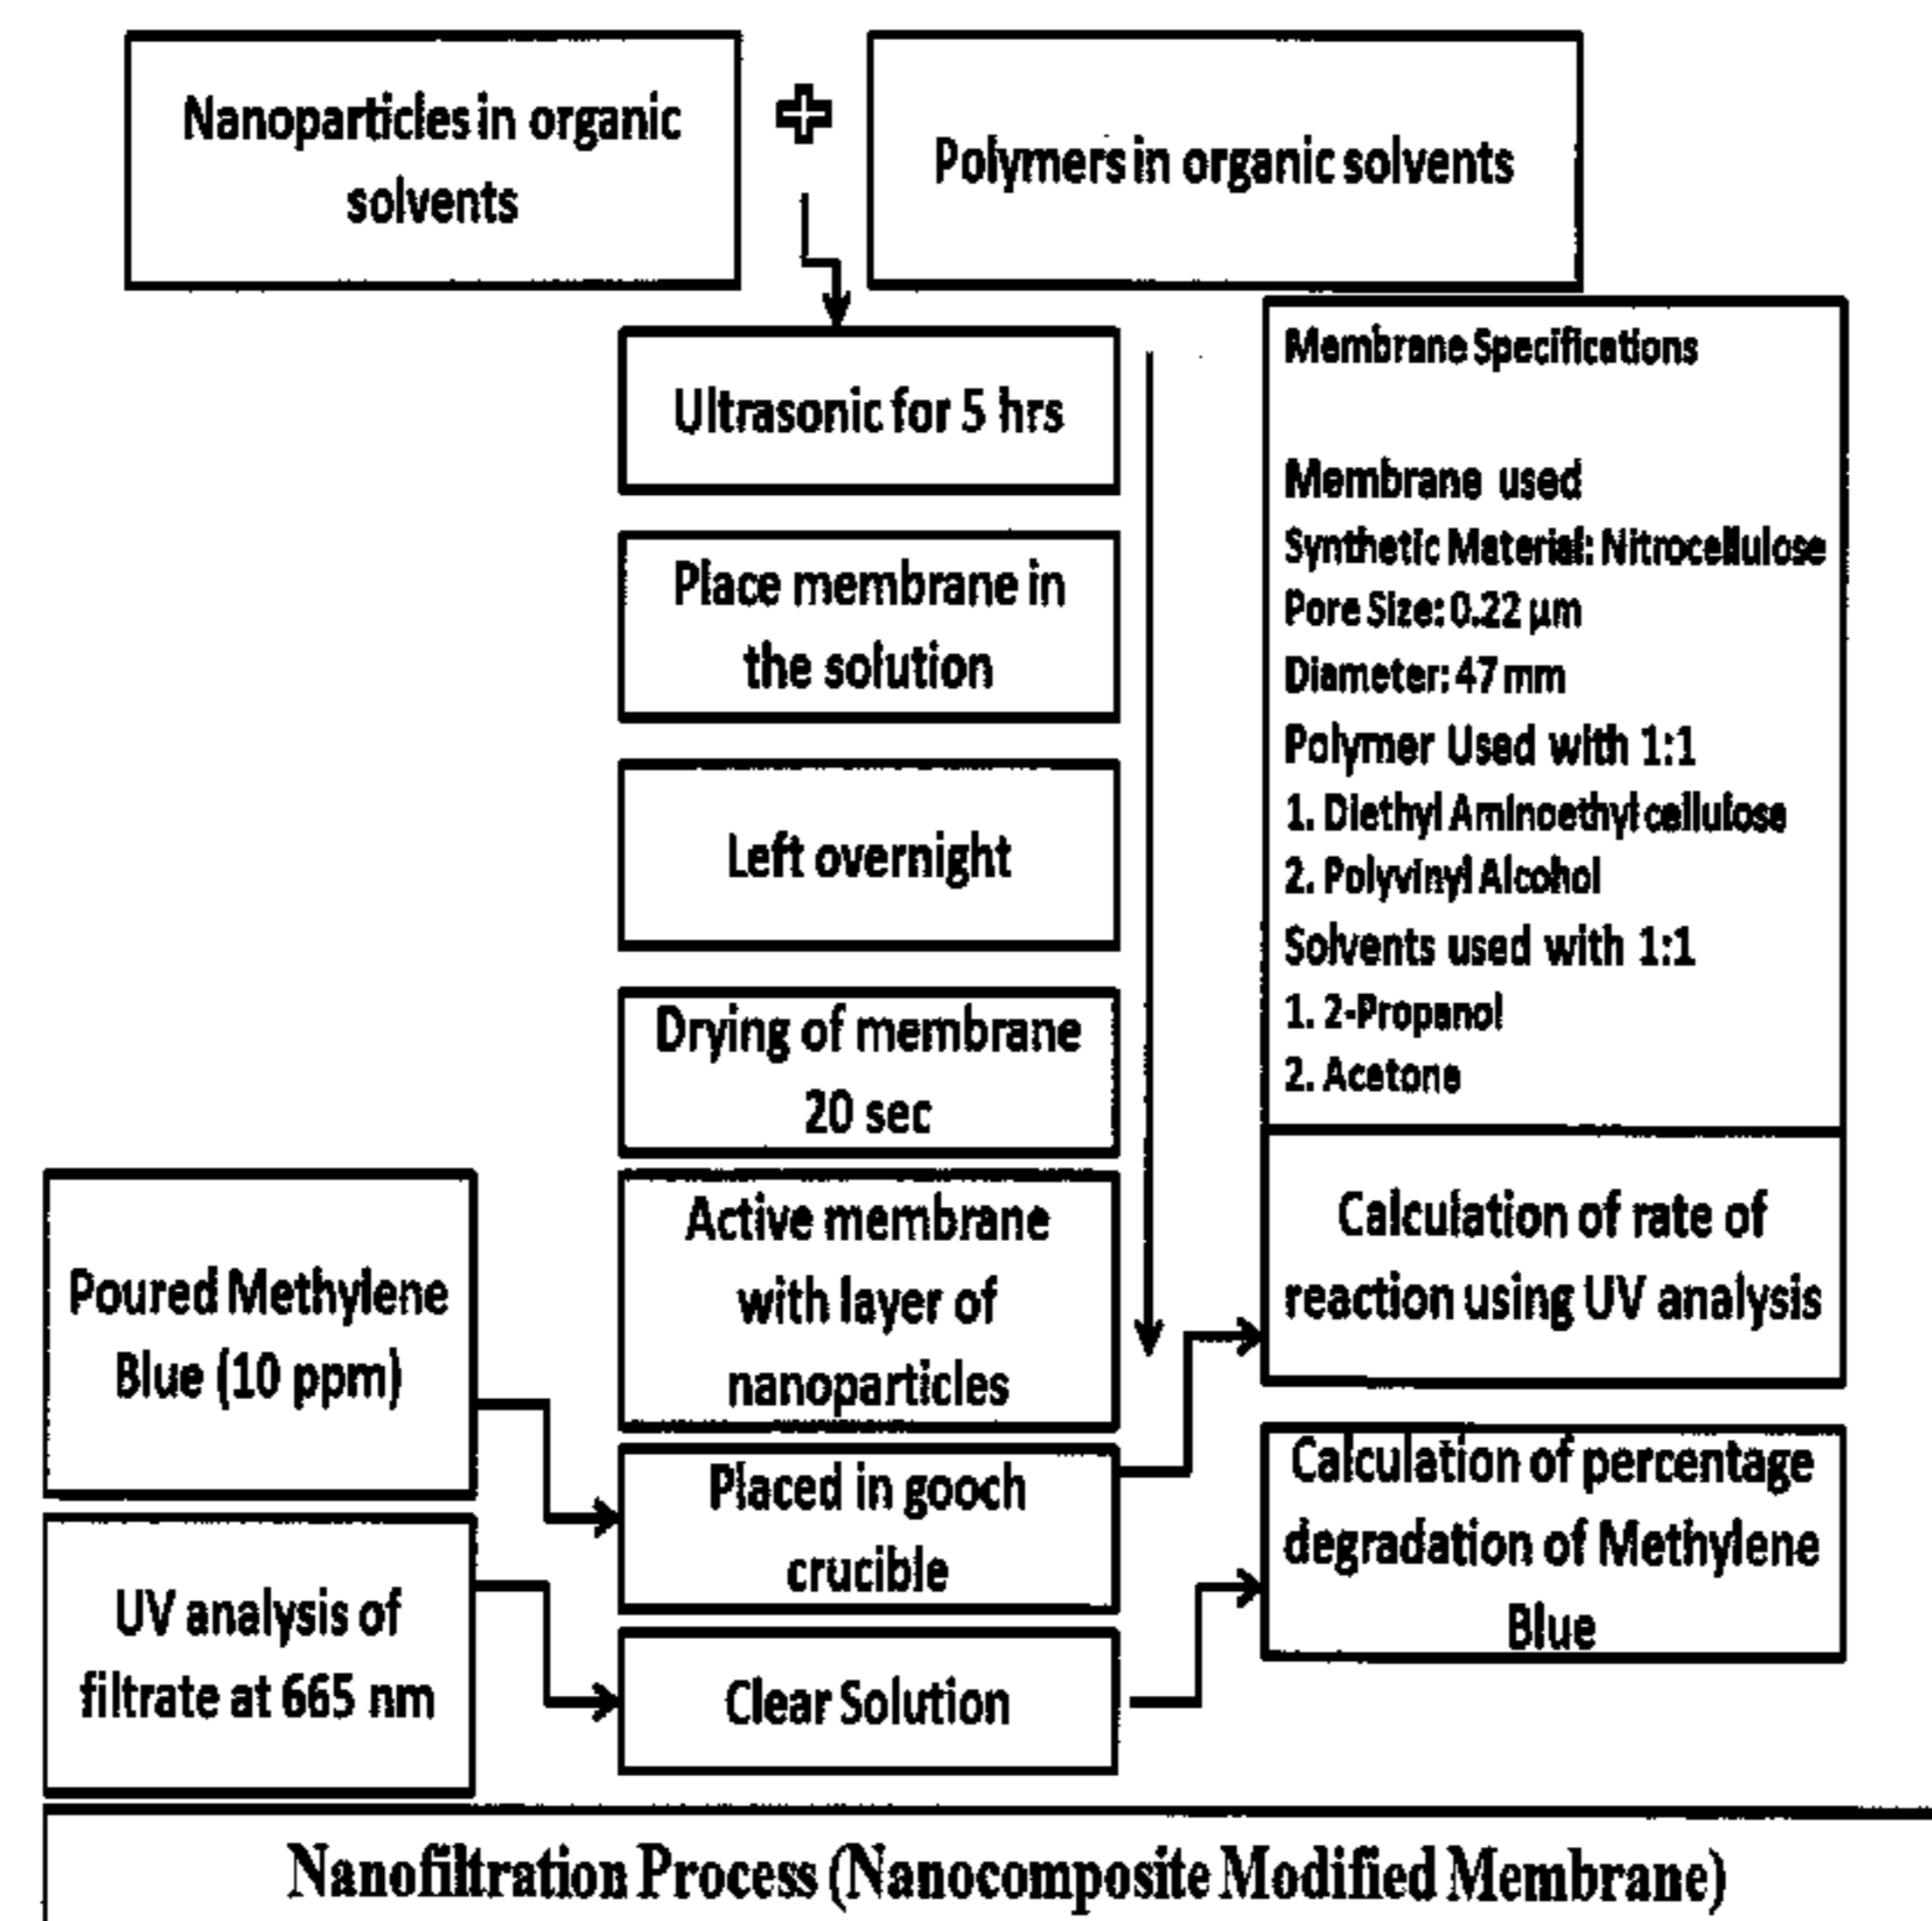 Nanoparticles in organic
solvents
Polymers in organic solvents
Ultrasonic for 5 hrs
Place membrane in
the solution
Left overnight
Drying of membrane
20 sec
Active membrane
with layer of
nanoparticles
Placed in gooch
crucible
Clear Solution
Poured Methylene
Blue (10 ppm)
UV analysis of
filtrate at 665 nm
Membrane Specifications
Membrane used
Synthetic Material: Nitrocellulose
Pore Size: 0.22 µm
Diameter: 47 mm
Polymer Used with 1:1
1. Diethyl Aminoethyl cellulose
2. Polyvinyl Alcohol
Solvents used with 1:1
1. 2-Propanol
2. Acetone
Calculation of rate of
reaction using UV analysis
Calculation of percentage
degradation of Methylene
Blue
Nanofiltration Process (Nanocomposite Modified Membrane)